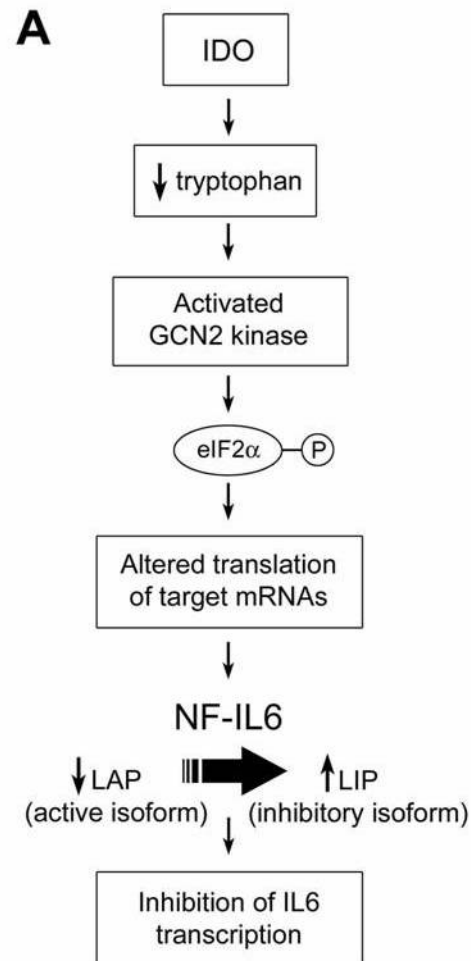 A
IDO
↓ tryptophan
Activated
GCN2 kinase
eIF2α P
Altered translation
of target mRNAs
NF-IL6
↓ LAP ↑ LIP
(active isoform) (inhibitory isoform)
Inhibition of IL6
transcription